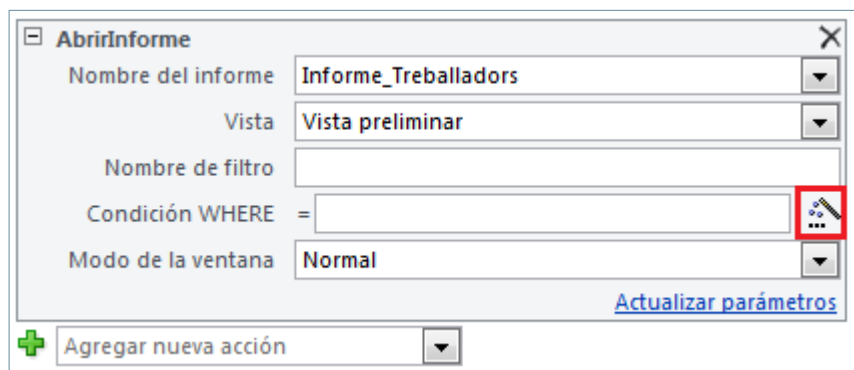 AbrirInforme
Nombre del informe Informe_Treballadors
Vista Vista preliminar
Nombre de filtro
Condición WHERE =
Modo de la ventana Normal
Actualizar parámetros
Agregar nueva acción